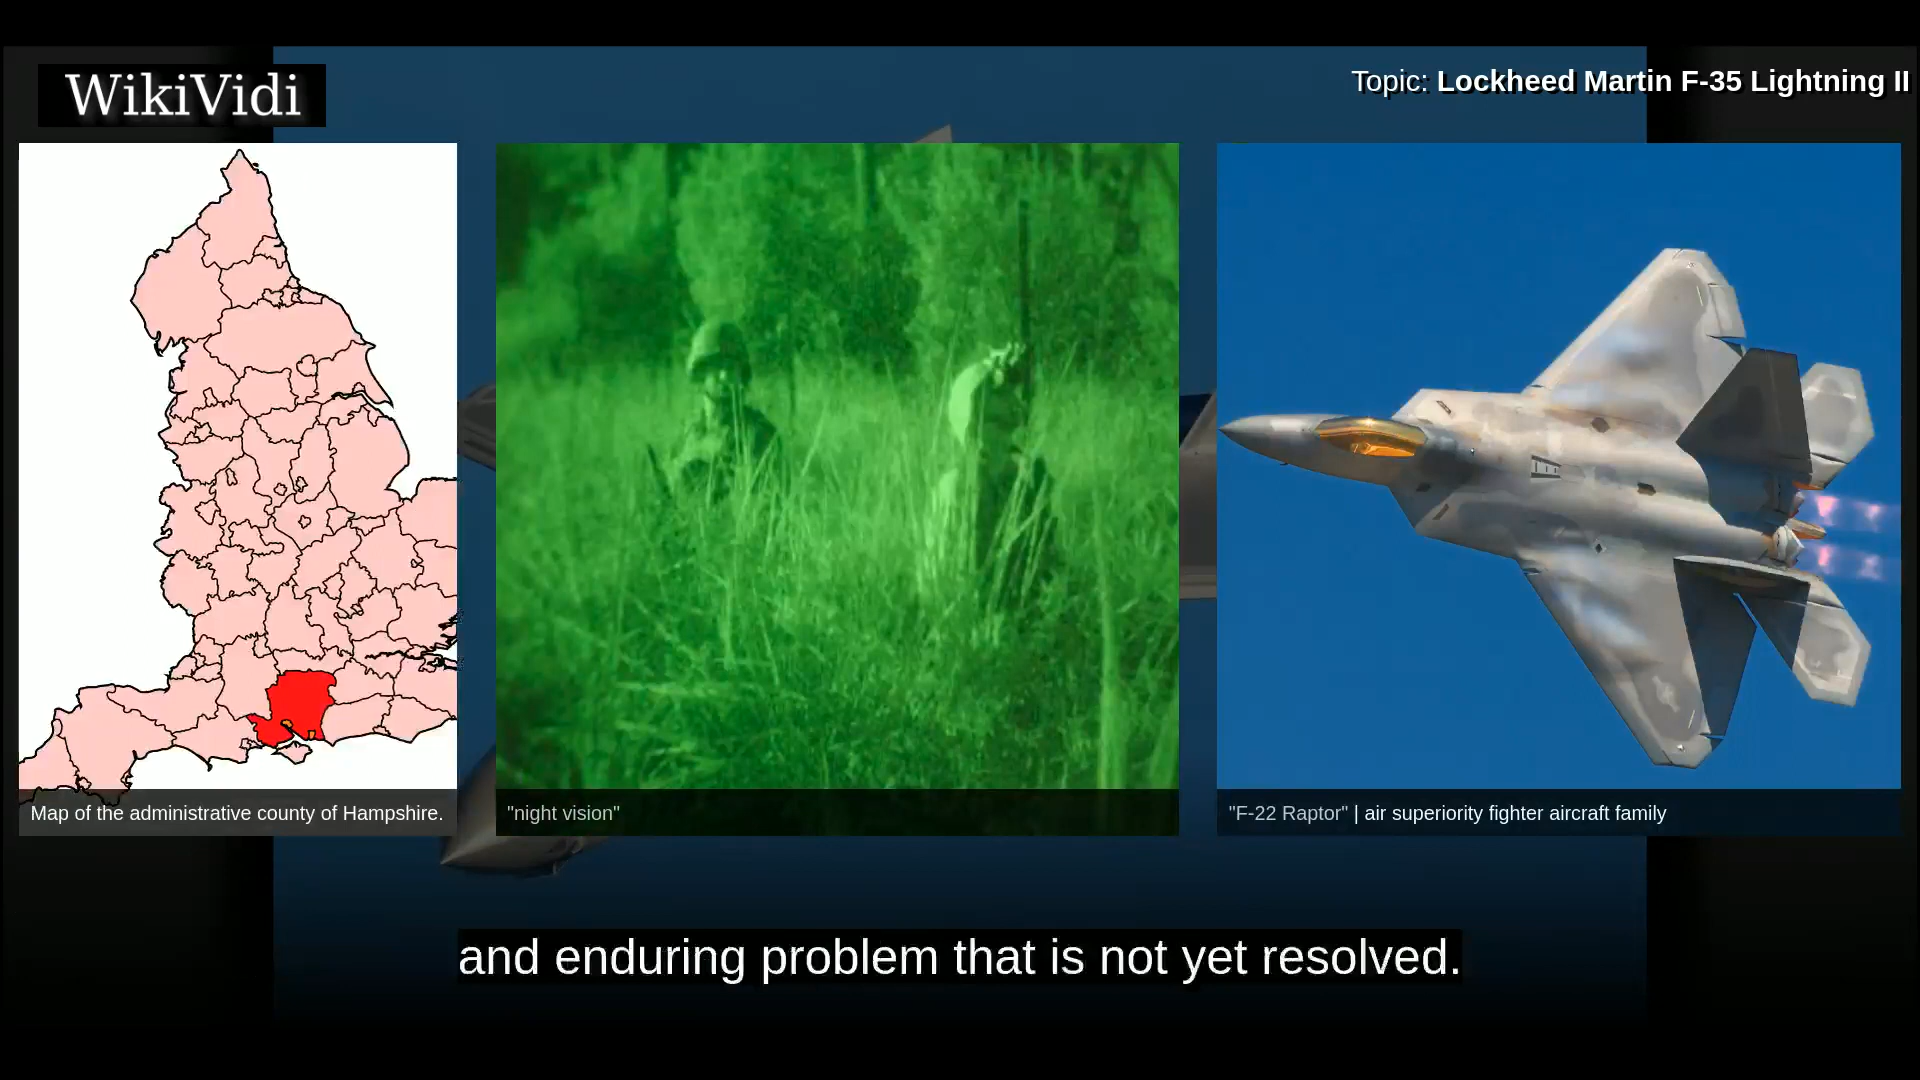 WikiVidi
Topic: Lockheed Martin F-35 Lightning II
Map of the administrative county of Hampshire.
"night vision"
"F-22 Raptor" | air superiority fighter aircraft family
and enduring problem that is not yet resolved.